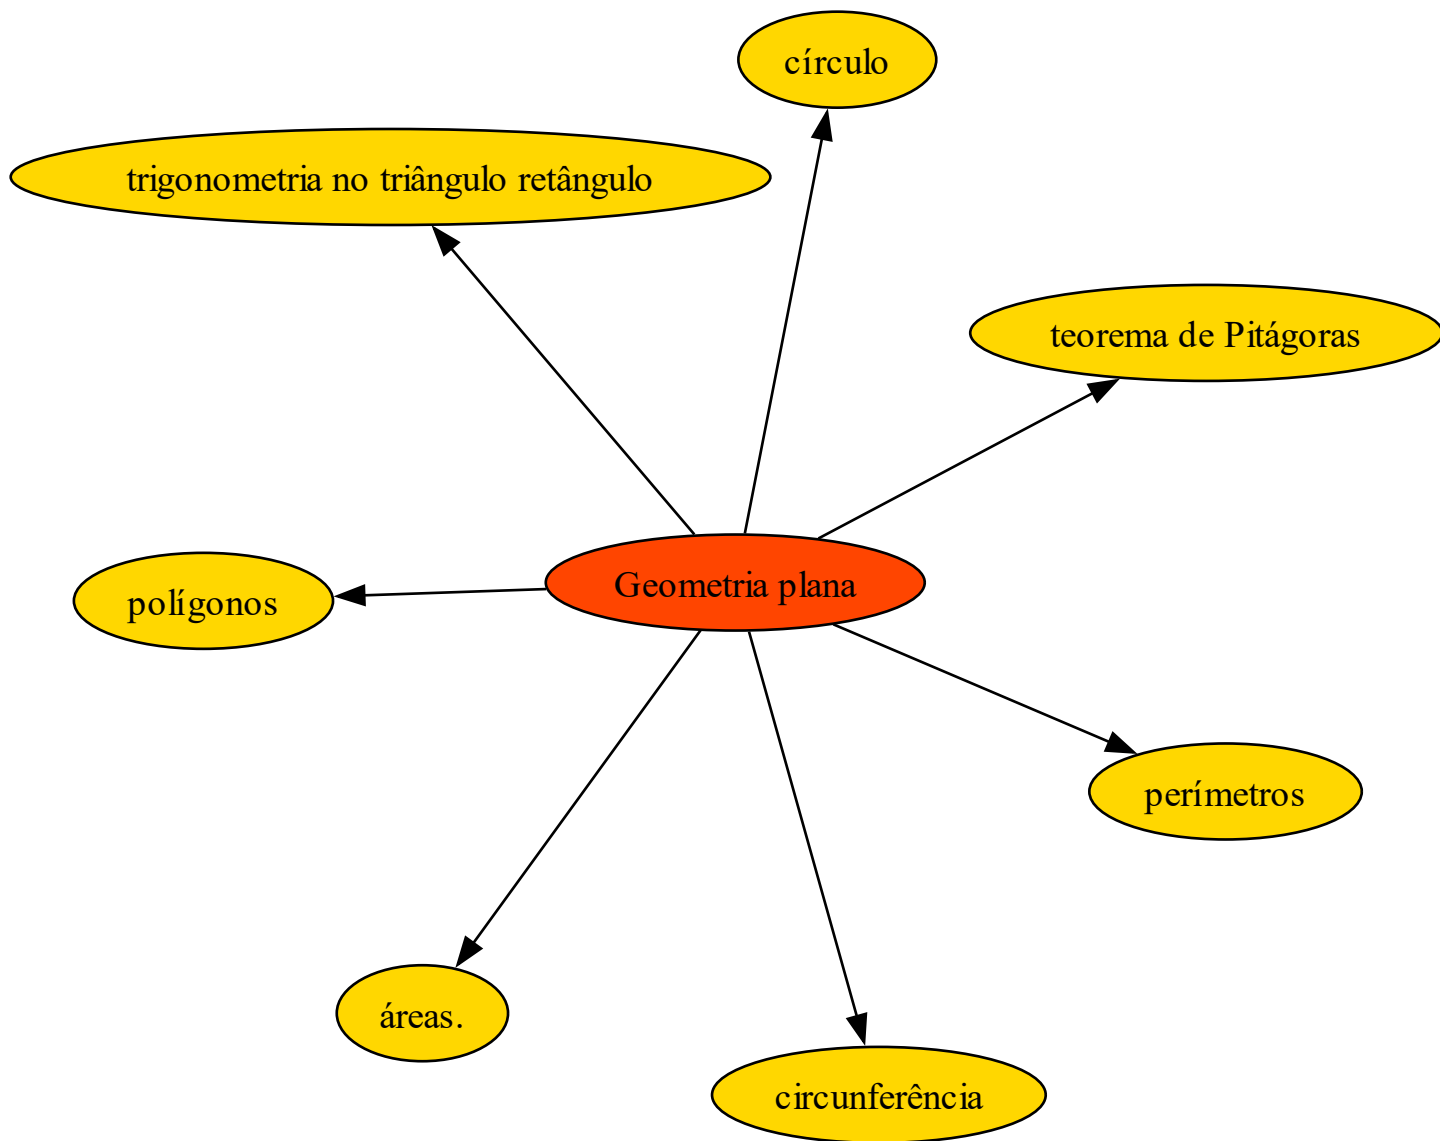 círculo
trigonometria no triângulo retângulo
teorema de Pitágoras
Geometria plana
polígonos
perímetros
áreas.
circunferência